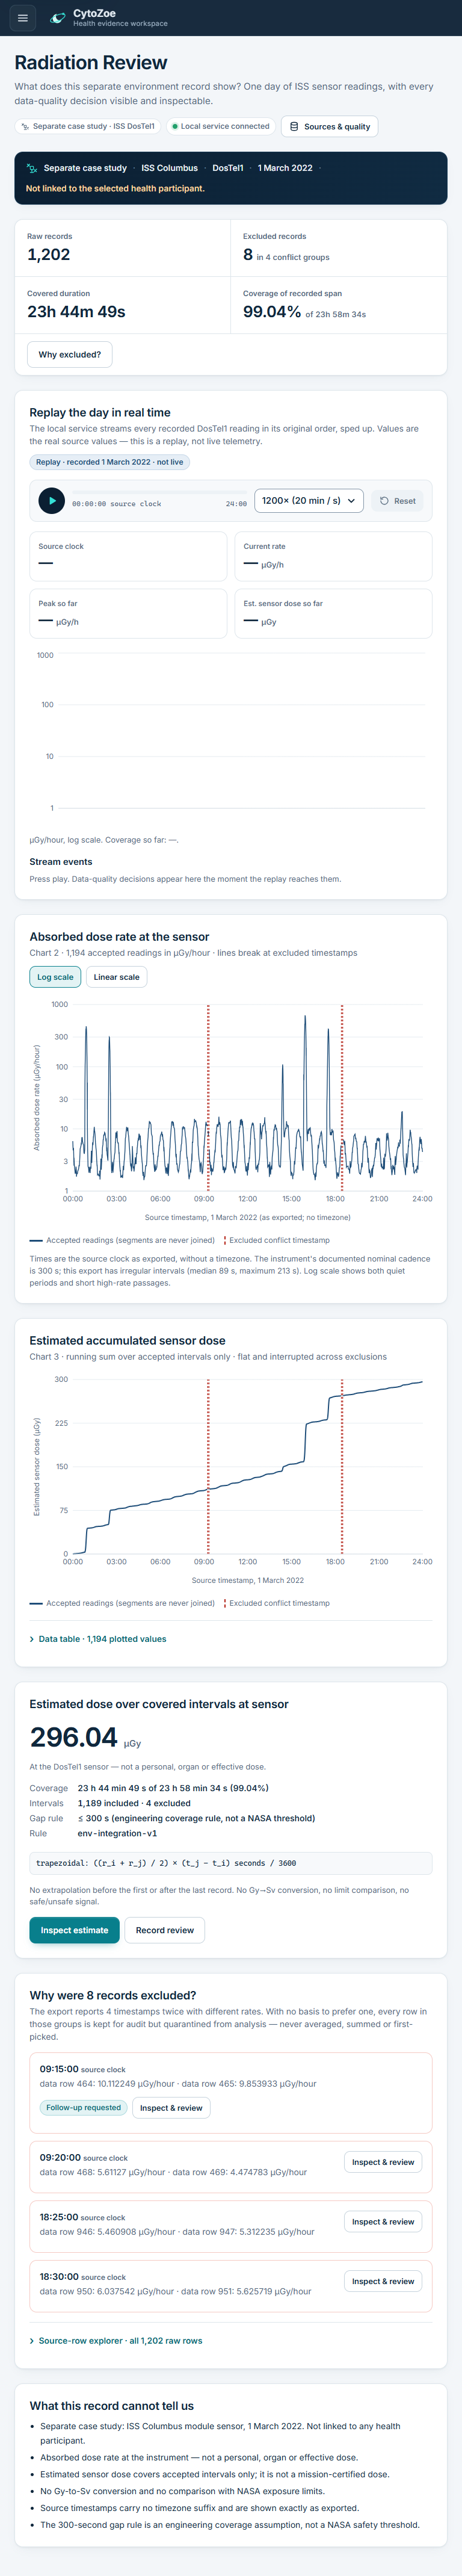 CytoZoe
Health evidence workspace
Radiation Review
What does this separate environment record show? One day of ISS sensor readings, with every
data-quality decision visible and inspectable.
Separate case study · ISS DosTel1
Local service connected
Sources & quality
Separate case study · ISS Columbus · DosTel1 · 1 March 2022 ·
Not linked to the selected health participant.
Raw records
1,202
Excluded records
8 in 4 conflict groups
Covered duration
23h 44m 49s
Coverage of recorded span
99.04% of 23h 58m 34s
Why excluded?
Replay the day in real time
The local service streams every recorded DosTel1 reading in its original order, sped up. Values are
the real source values — this is a replay, not live telemetry.
Replay · recorded 1 March 2022 · not live
00:00:00 source clock
24:00
1200× (20 min / s)
Reset
Source clock
—
Current rate
— μGy/h
Peak so far
— μGy/h
Est. sensor dose so far
— μGy
1000
100
10
1
μGy/hour, log scale. Coverage so far: —.
Stream events
Press play. Data-quality decisions appear here the moment the replay reaches them.
Absorbed dose rate at the sensor
Chart 2 · 1,194 accepted readings in μGy/hour · lines break at excluded timestamps
Log scale
Linear scale
Absorbed dose rate (μGy/hour)
1000
300
100
30
10
3
1
00:00 03:00 06:00 09:00 12:00 15:00 18:00 21:00 24:00
Source timestamp, 1 March 2022 (as exported; no timezone)
Accepted readings (segments are never joined)
Excluded conflict timestamp
Times are the source clock as exported, without a timezone. The instrument's documented nominal cadence
is 300 s; this export has irregular intervals (median 89 s, maximum 213 s). Log scale shows both quiet
periods and short high-rate passages.
Estimated accumulated sensor dose
Chart 3 · running sum over accepted intervals only · flat and interrupted across exclusions
Estimated sensor dose (μGy)
300
225
150
75
0
00:00 03:00 06:00 09:00 12:00 15:00 18:00 21:00 24:00
Source timestamp, 1 March 2022
Accepted readings (segments are never joined)
Excluded conflict timestamp
Data table · 1,194 plotted values
Estimated dose over covered intervals at sensor
296.04 μGy
At the DosTel1 sensor — not a personal, organ or effective dose.
Coverage 23 h 44 min 49 s of 23 h 58 min 34 s (99.04%)
Intervals 1,189 included · 4 excluded
Gap rule ≤ 300 s (engineering coverage rule, not a NASA threshold)
Rule env-integration-v1
trapezoidal: ((r_i + r_j) / 2) × (t_j − t_i) seconds / 3600
No extrapolation before the first or after the last record. No Gy→Sv conversion, no limit comparison, no
safe/unsafe signal.
Inspect estimate
Record review
Why were 8 records excluded?
The export reports 4 timestamps twice with different rates. With no basis to prefer one, every row in
those groups is kept for audit but quarantined from analysis — never averaged, summed or first-
picked.
09:15:00 source clock
data row 464: 10.112249 μGy/hour · data row 465: 9.853933 μGy/hour
Follow-up requested
Inspect & review
09:20:00 source clock
data row 468: 5.61127 μGy/hour · data row 469: 4.474783 μGy/hour
Inspect & review
18:25:00 source clock
data row 946: 5.460908 μGy/hour · data row 947: 5.312235 μGy/hour
Inspect & review
18:30:00 source clock
data row 950: 6.037542 μGy/hour · data row 951: 5.625719 μGy/hour
Inspect & review
Source-row explorer · all 1,202 raw rows
What this record cannot tell us
• Separate case study: ISS Columbus module sensor, 1 March 2022. Not linked to any health
participant.
• Absorbed dose rate at the instrument — not a personal, organ or effective dose.
• Estimated sensor dose covers accepted intervals only; it is not a mission-certified dose.
• No Gy-to-Sv conversion and no comparison with NASA exposure limits.
• Source timestamps carry no timezone suffix and are shown exactly as exported.
• The 300-second gap rule is an engineering coverage assumption, not a NASA safety threshold.